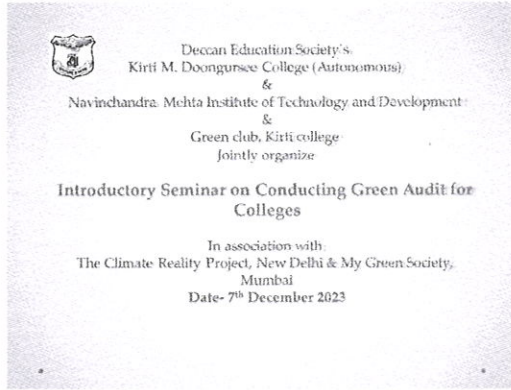 Deccan Education Society's
Kirti M. Doongursee College (Autonomous)
&
Navinchandra Mehta Institute of Technology and Development
&
Green club, Kirti college
Jointly organize
Introductory Seminar on Conducting Green Audit for
Colleges
In association with
The Climate Reality Project, New Delhi & My Green Society,
Mumbai
Date- 7th December 2023